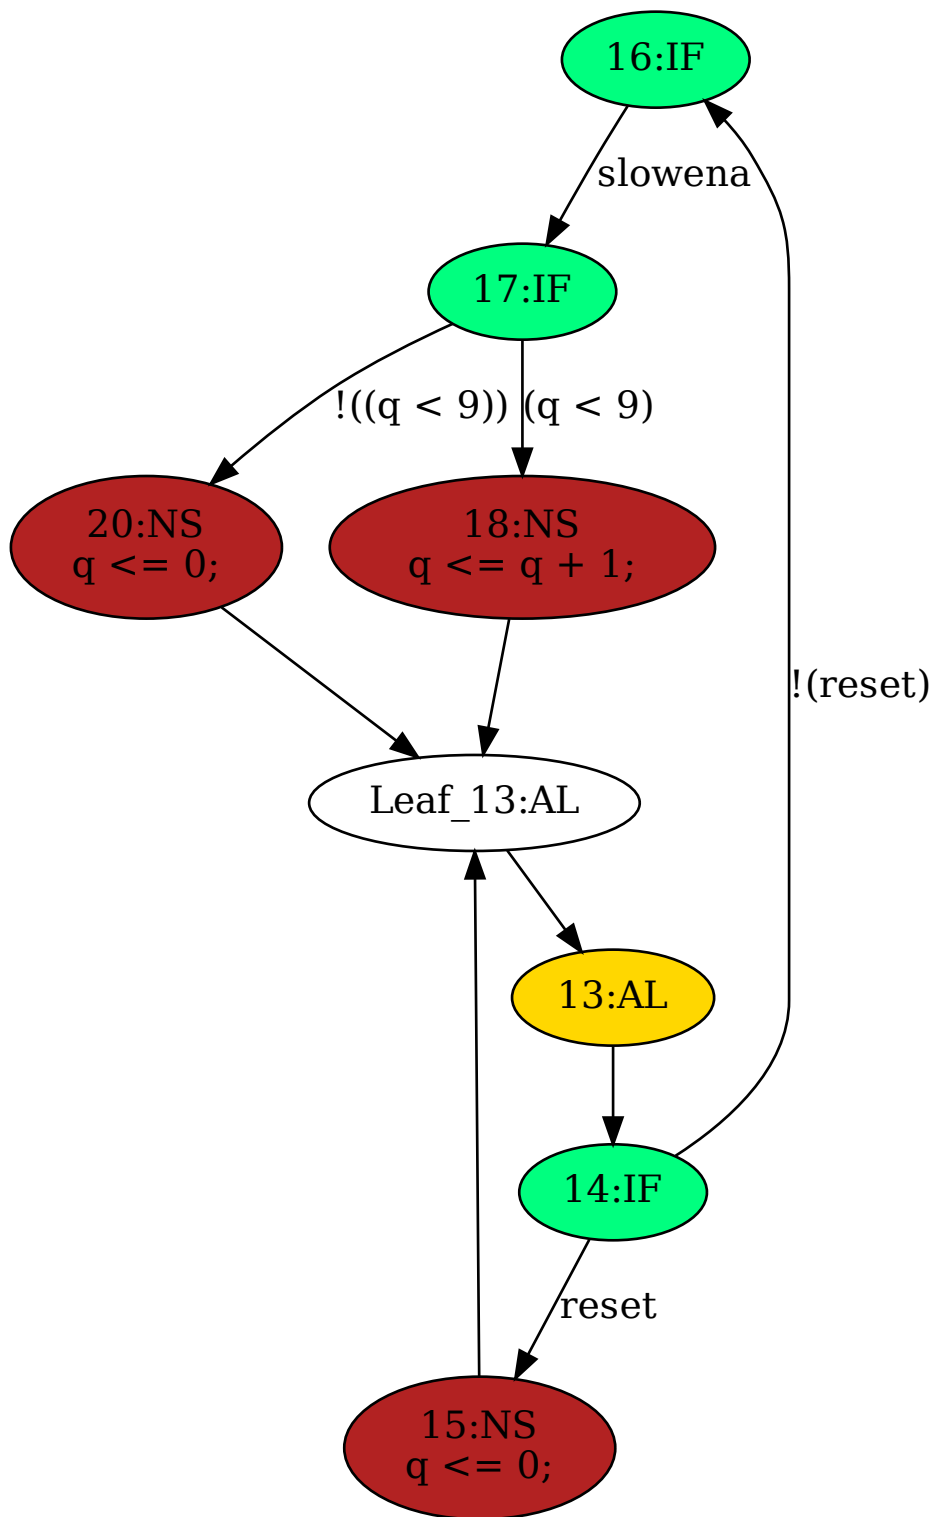 16:IF
slowena
17:IF
!((q < 9))
(q < 9)
20:NS
q <= 0;
18:NS
q <= q + 1;
!(reset)
Leaf_13:AL
13:AL
14:IF
reset
15:NS
q <= 0;